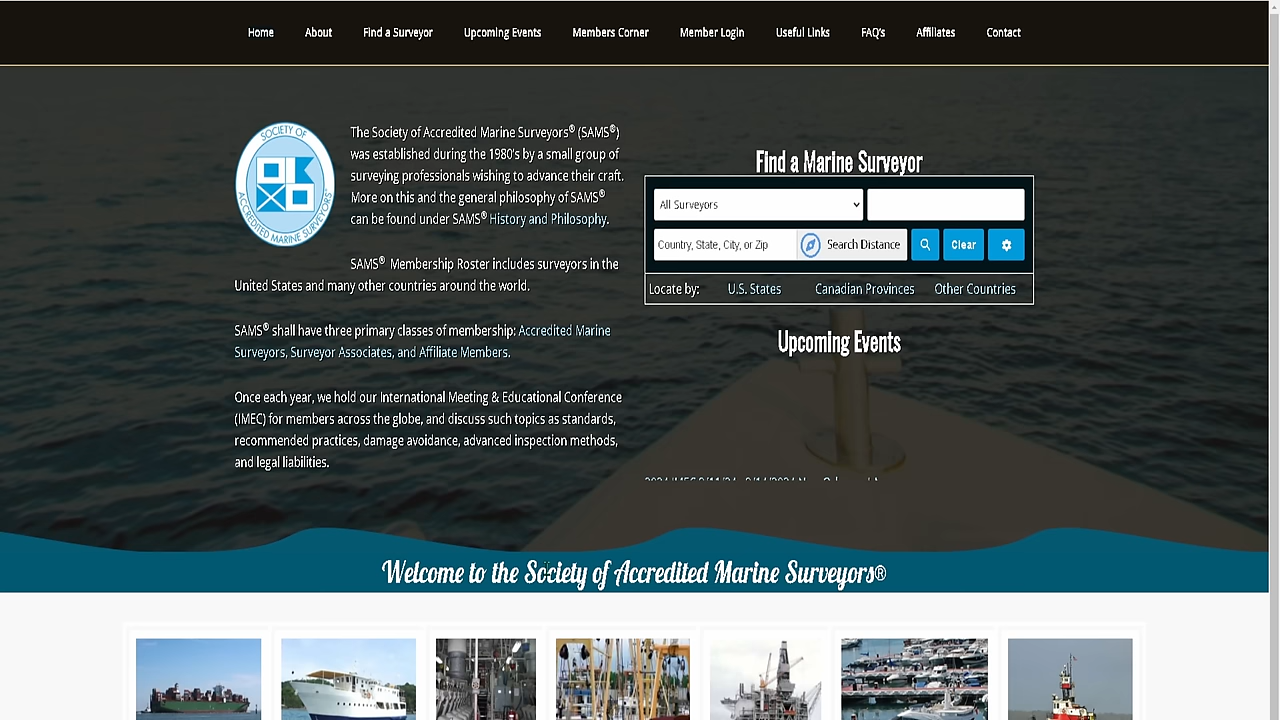 Home About Find a Surveyor Upcoming Events Members Corner Member Login Useful Links FAQ's Affiliates Contact
SOCIETY OF
ACCREDITED MARINE SURVEYORS
The Society of Accredited Marine Surveyors® (SAMS®)
was established during the 1980's by a small group of
surveying professionals wishing to advance their craft.
More on this and the general philosophy of SAMS®
can be found under SAMS® History and Philosophy.
SAMS® Membership Roster includes surveyors in the
United States and many other countries around the world.
SAMS® shall have three primary classes of membership: Accredited Marine
Surveyors, Surveyor Associates, and Affiliate Members.
Once each year, we hold our International Meeting & Educational Conference
(IMEC) for members across the globe, and discuss such topics as standards,
recommended practices, damage avoidance, advanced inspection methods,
and legal liabilities.
Find a Marine Surveyor
All Surveyors
Country, State, City, or Zip Search Distance Clear
Locate by: U.S. States Canadian Provinces Other Countries
Upcoming Events
Welcome to the Society of Accredited Marine Surveyors®